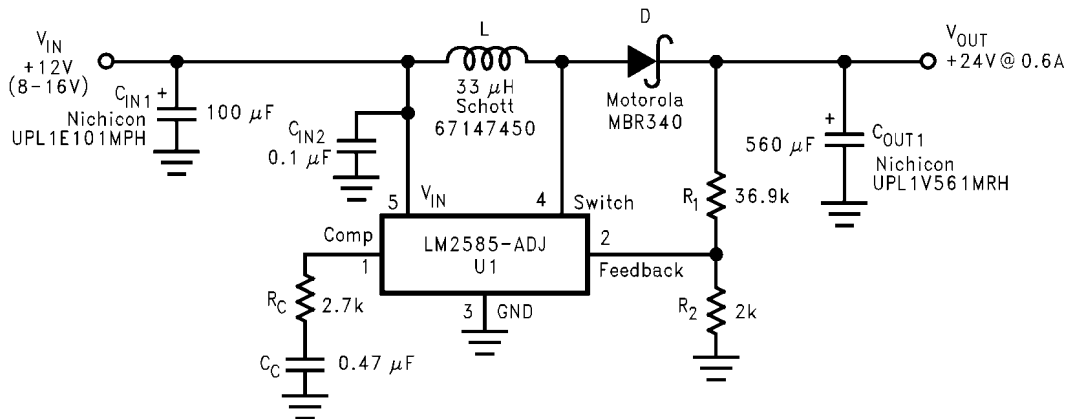 V_IN
+12V
(8-16V)
C_IN1 +
Nichicon
UPL1E101MPH
100 μF
C_IN2
0.1 μF
L
33 μH
Schott
67147450
D
Motorola
MBR340
V_OUT
+24V @ 0.6A
560 μF
+
C_OUT1
Nichicon
UPL1V561MRH
R_1
36.9k
5
V_IN
4
Switch
Comp
1
LM2585-ADJ
U1
2
Feedback
3
GND
R_C
2.7k
C_C
0.47 μF
R_2
2k